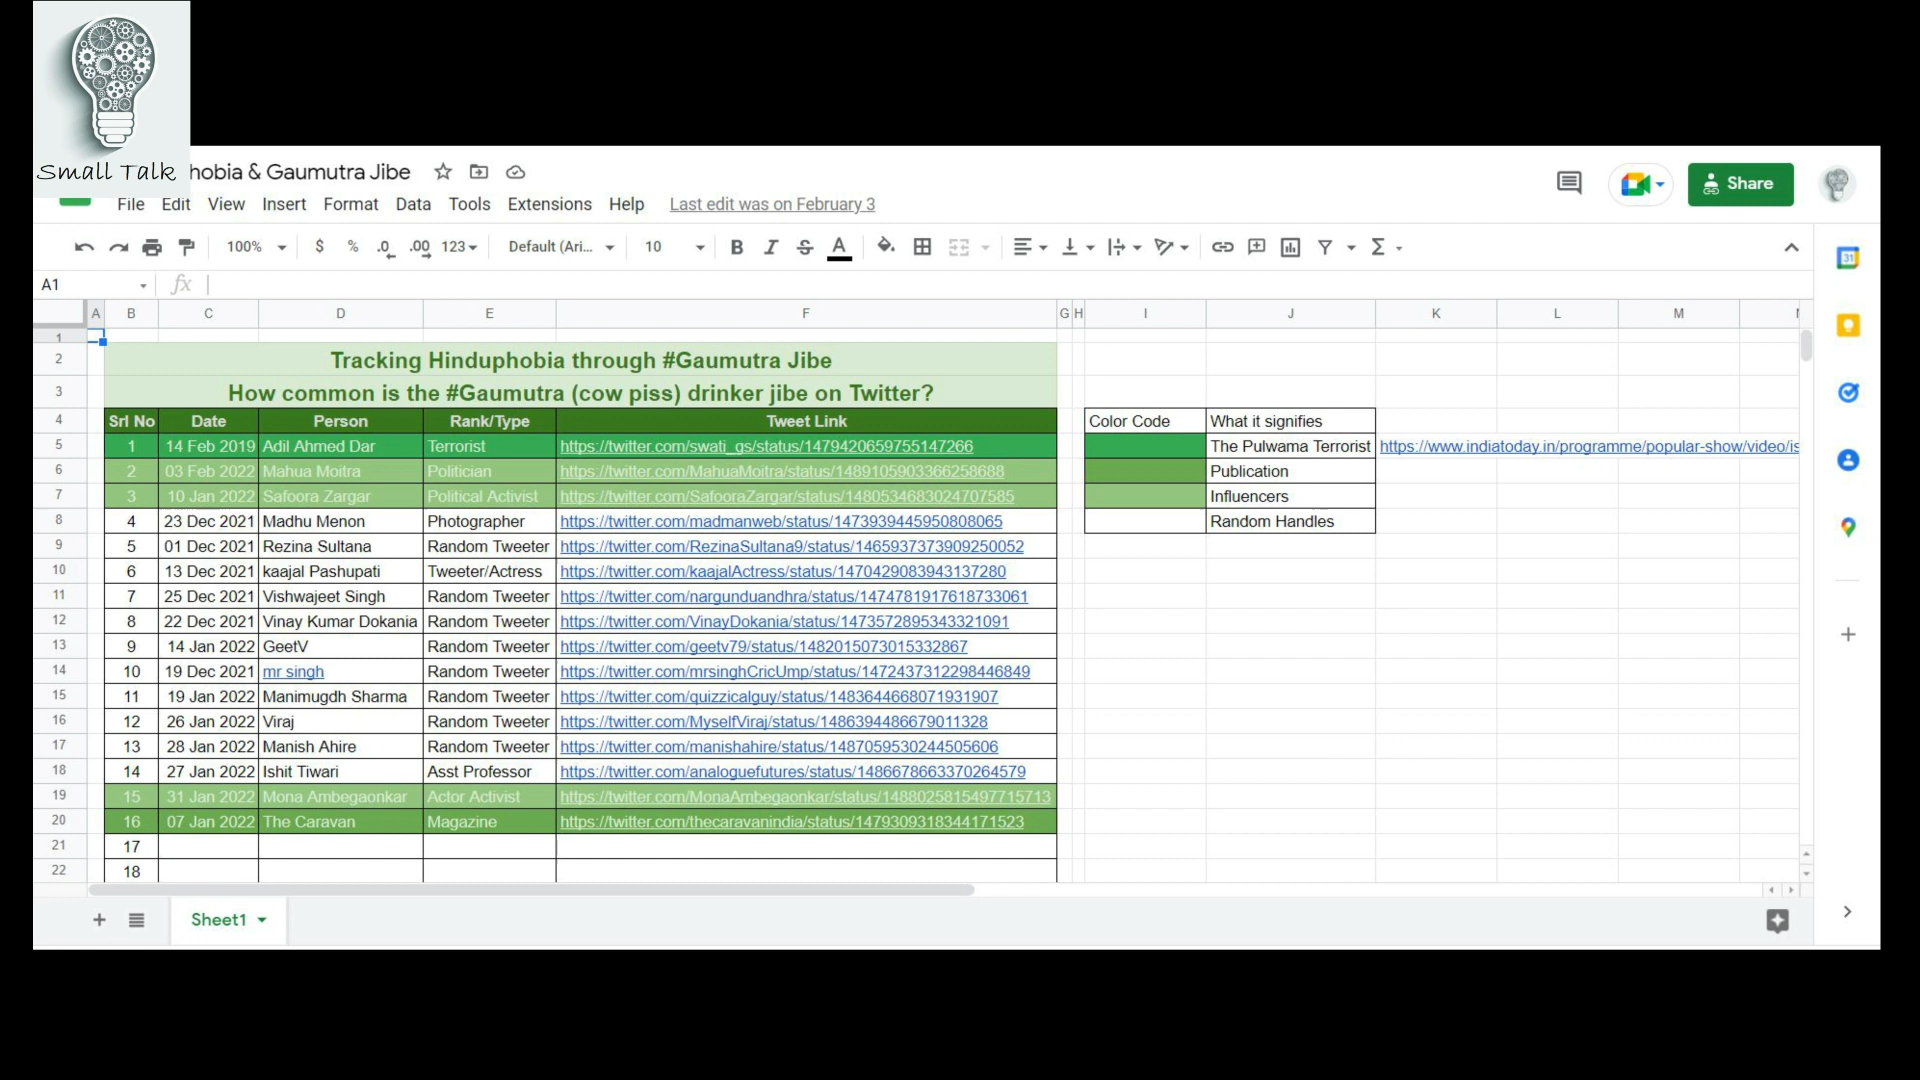 Small Talk
hobia & Gaumutra Jibe
Share
File Edit View Insert Format Data Tools Extensions Help Last edit was on February 3
100% $ % .0 .00 123 Default (Ari... 10 B I S A
A1 fx
A B C D E F G H I J K L M
1
2 Tracking Hinduphobia through #Gaumutra Jibe
3 How common is the #Gaumutra (cow piss) drinker jibe on Twitter?
4 Srl No Date Person Rank/Type Tweet Link Color Code What it signifies
5 1 14 Feb 2019 Adil Ahmed Dar Terrorist https://twitter.com/swati_gs/status/1479420659755147266 The Pulwama Terrorist https://www.indiatoday.in/programme/popular-show/video/is
6 2 03 Feb 2022 Mahua Moitra Politician https://twitter.com/MahuaMoitra/status/1489105903366258688 Publication
7 3 10 Jan 2022 Safoora Zargar Political Activist https://twitter.com/SafooraZargar/status/1480534683024707585 Influencers
8 4 23 Dec 2021 Madhu Menon Photographer https://twitter.com/madmanweb/status/1473939445950808065 Random Handles
9 5 01 Dec 2021 Rezina Sultana Random Tweeter https://twitter.com/RezinaSultana9/status/1465937373909250052
10 6 13 Dec 2021 kaajal Pashupati Tweeter/Actress https://twitter.com/kaajalActress/status/1470429083943137280
11 7 25 Dec 2021 Vishwajeet Singh Random Tweeter https://twitter.com/nargunduandhra/status/1474781917618733061
12 8 22 Dec 2021 Vinay Kumar Dokania Random Tweeter https://twitter.com/VinayDokania/status/1473572895343321091
13 9 14 Jan 2022 GeetV Random Tweeter https://twitter.com/geetv79/status/1482015073015332867
14 10 19 Dec 2021 mr singh Random Tweeter https://twitter.com/mrsinghCricUmp/status/1472437312298446849
15 11 19 Jan 2022 Manimugdh Sharma Random Tweeter https://twitter.com/quizzicalguy/status/1483644668071931907
16 12 26 Jan 2022 Viraj Random Tweeter https://twitter.com/MyselfViraj/status/1486394486679011328
17 13 28 Jan 2022 Manish Ahire Random Tweeter https://twitter.com/manishahire/status/1487059530244505606
18 14 27 Jan 2022 Ishit Tiwari Asst Professor https://twitter.com/analoguefutures/status/1486678663370264579
19 15 31 Jan 2022 Mona Ambegaonkar Actor Activist https://twitter.com/MonaAmbegaonkar/status/1488025815497715713
20 16 07 Jan 2022 The Caravan Magazine https://twitter.com/thecaravanindia/status/1479309318344171523
21 17
22 18
Sheet1
31